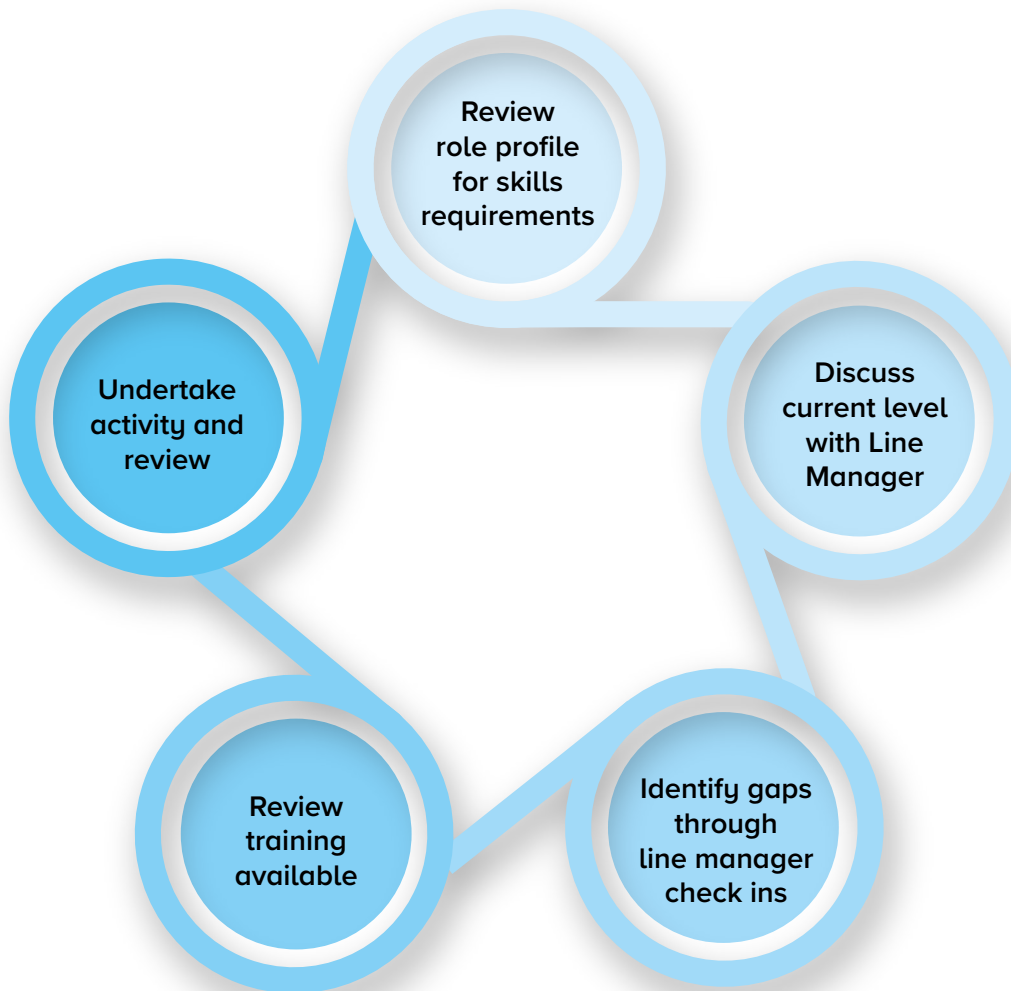 Review
role profile
for skills
requirements
Discuss
current level
with Line
Manager
Identify gaps
through
line manager
check ins
Review
training
available
Undertake
activity and
review